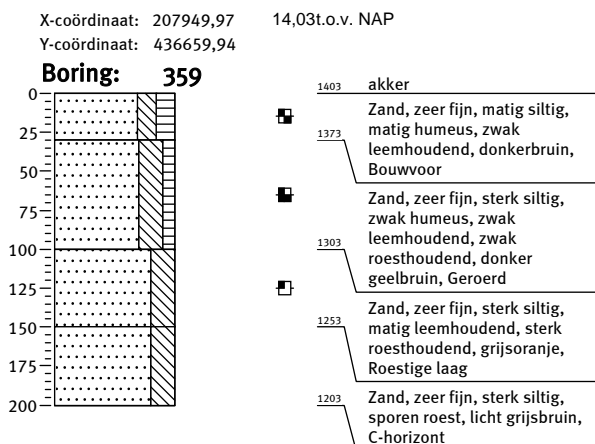 X-coördinaat: 207949,97 14,03t.o.v. NAP
Y-coördinaat: 436659,94
Boring: 359
0
25
50
75
100
125
150
175
200
1403 akker
Zand, zeer fijn, matig siltig,
1373 matig humeus, zwak
leemhoudend, donkerbruin,
Bouwvoor
Zand, zeer fijn, sterk siltig,
zwak humeus, zwak
leemhoudend, zwak
1303 roesthoudend, donker
geelbruin, Geroerd
Zand, zeer fijn, sterk siltig,
1253 matig leemhoudend, sterk
roesthoudend, grijsoranje,
Roestige laag
1203 Zand, zeer fijn, sterk siltig,
sporen roest, licht grijsbruin,
C-horizont